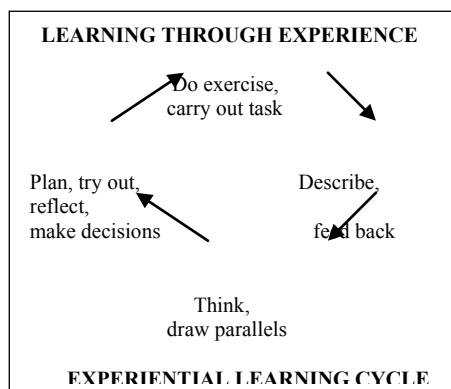 LEARNING THROUGH EXPERIENCE
Do exercise,
carry out task
Plan, try out,
reflect,
make decisions
Describe,
feed back
Think,
draw parallels
EXPERIENTIAL LEARNING CYCLE